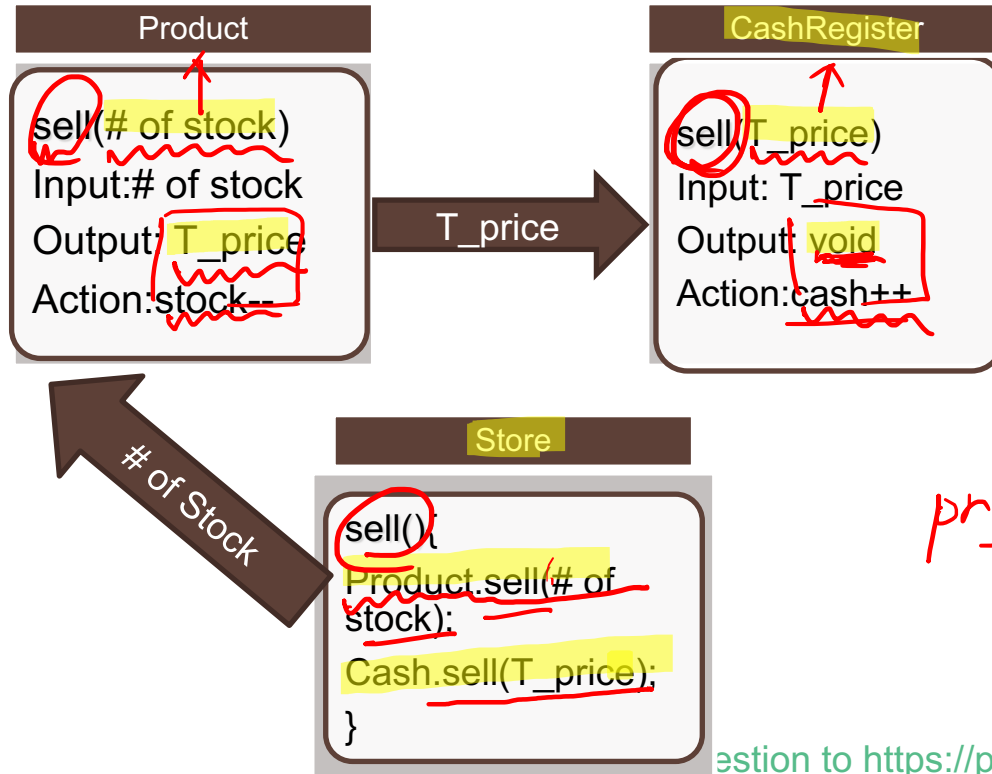 Product
sell(# of stock)
Input:# of stock
Output: T_price
Action:stock--
T_price
CashRegister
sell(T_price)
Input: T_price
Output: void
Action:cash++
# of Stock
Store
sell(){
Product.sell(# of
stock);
Cash.sell(T_price);
}
pr
estion to https://p